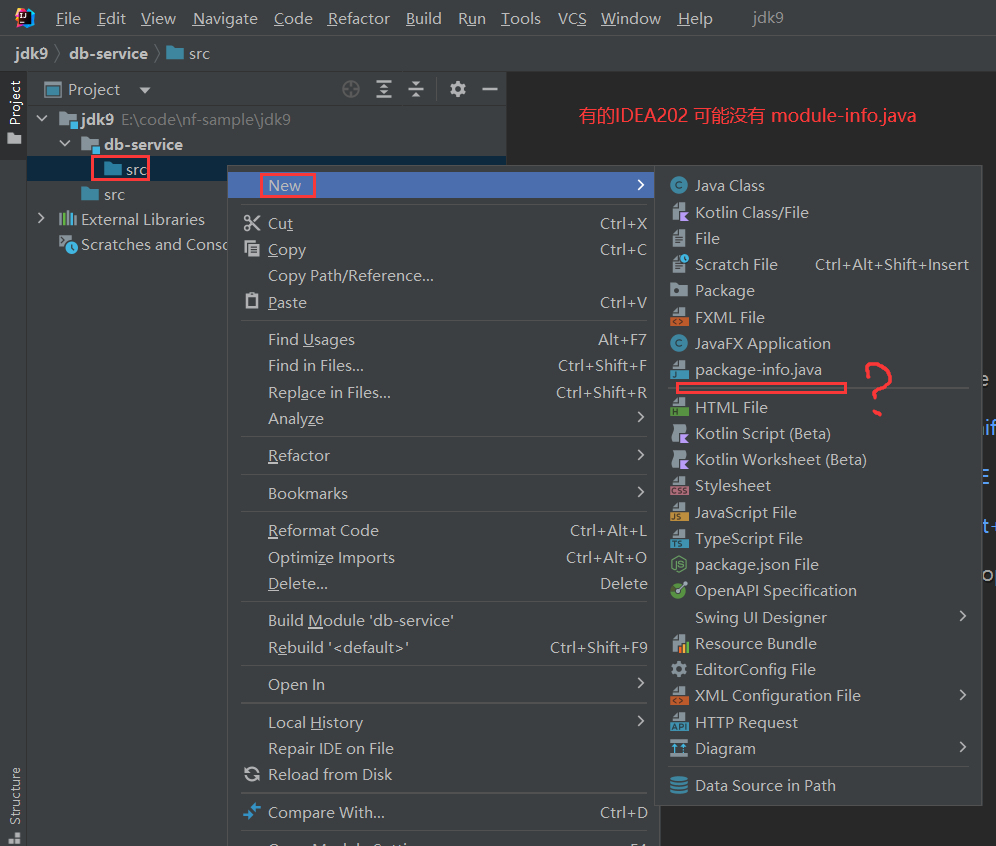 File Edit View Navigate Code Refactor Build Run Tools VCS Window Help jdk9
jdk9 db-service src
Project
Project
jdk9 E:\code\nf-sample\jdk9
db-service
src
src
External Libraries
Scratches and Conso
有的IDEA202 可能没有 module-info.java
New
Cut Ctrl+X
Copy Ctrl+C
Copy Path/Reference...
Paste Ctrl+V
Find Usages Alt+F7
Find in Files... Ctrl+Shift+F
Replace in Files... Ctrl+Shift+R
Analyze
Refactor
Bookmarks
Reformat Code Ctrl+Alt+L
Optimize Imports Ctrl+Alt+O
Delete... Delete
Build Module 'db-service'
Rebuild '<default>' Ctrl+Shift+F9
Open In
Local History
Repair IDE on File
Reload from Disk
Compare With... Ctrl+D
Java Class
Kotlin Class/File
File
Scratch File Ctrl+Alt+Shift+Insert
Package
FXML File
JavaFX Application
package-info.java
?
HTML File
Kotlin Script (Beta)
Kotlin Worksheet (Beta)
Stylesheet
JavaScript File
TypeScript File
package.json File
OpenAPI Specification
Swing UI Designer
Resource Bundle
EditorConfig File
XML Configuration File
HTTP Request
Diagram
Data Source in Path
Structure